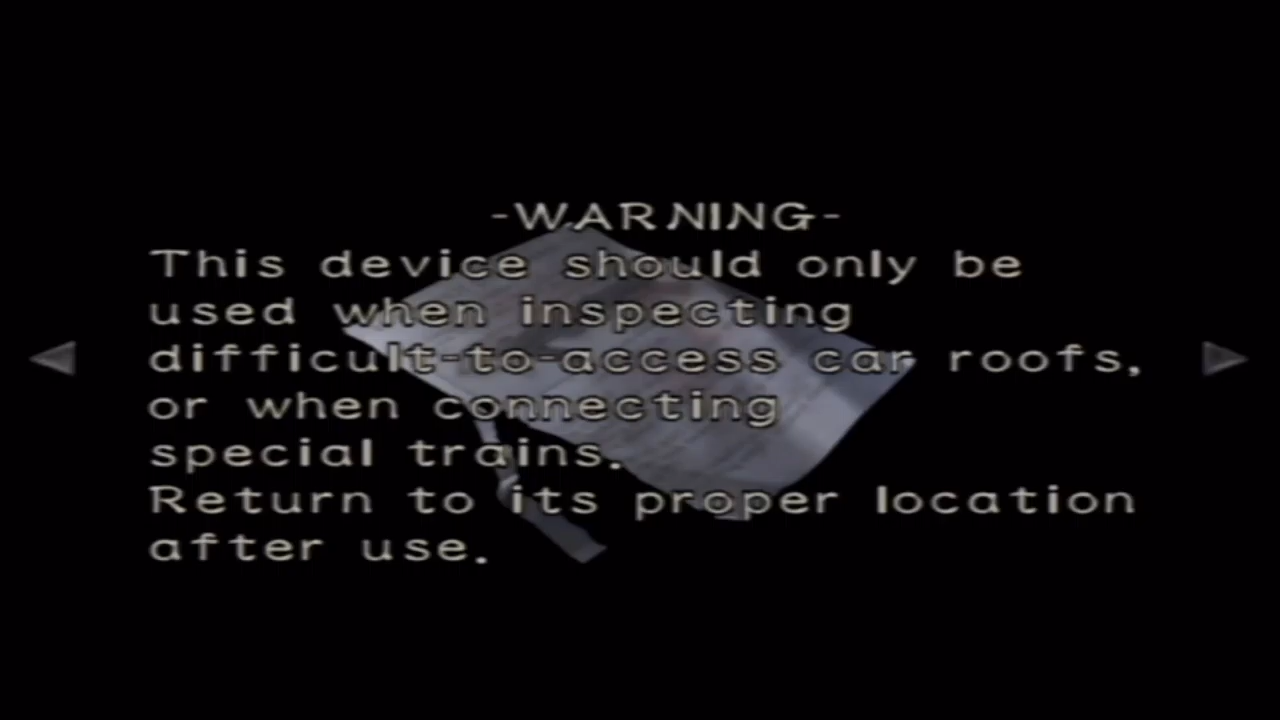 -WARNING-
This device should only be
used when inspecting
difficult-to-access car roofs,
or when connecting
special trains.
Return to its proper location
after use.